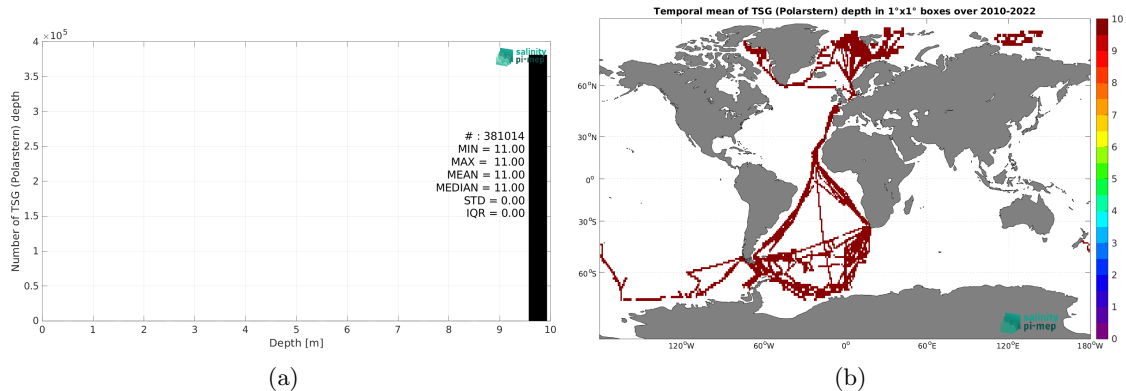 4 ×10⁵
3.5
3
2.5
2
1.5
1
0.5
0
Number of TSG (Polarstern) depth
salinity
pi-mep
# : 381014
MIN = 11.00
MAX = 11.00
MEAN = 11.00
MEDIAN = 11.00
STD = 0.00
IQR = 0.00
0 1 2 3 4 5 6 7 8 9 10
Depth [m]
(a)
Temporal mean of TSG (Polarstern) depth in 1°x1° boxes over 2010-2022
60°N
30°N
0°
30°S
60°S
120°W 60°W 0° 60°E 120°E 180°W
salinity
pi-mep
10
9
8
7
6
5
4
3
2
1
0
(b)